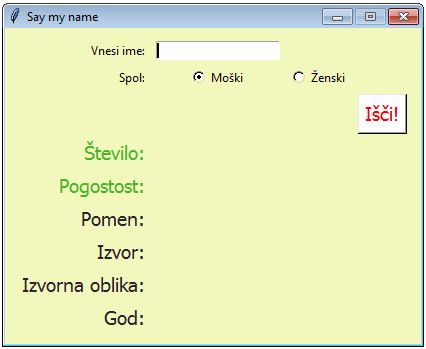 Say my name
Vnesi ime:
Spol: Moški Ženski
Išči!
Število:
Pogostost:
Pomen:
Izvor:
Izvorna oblika:
God: